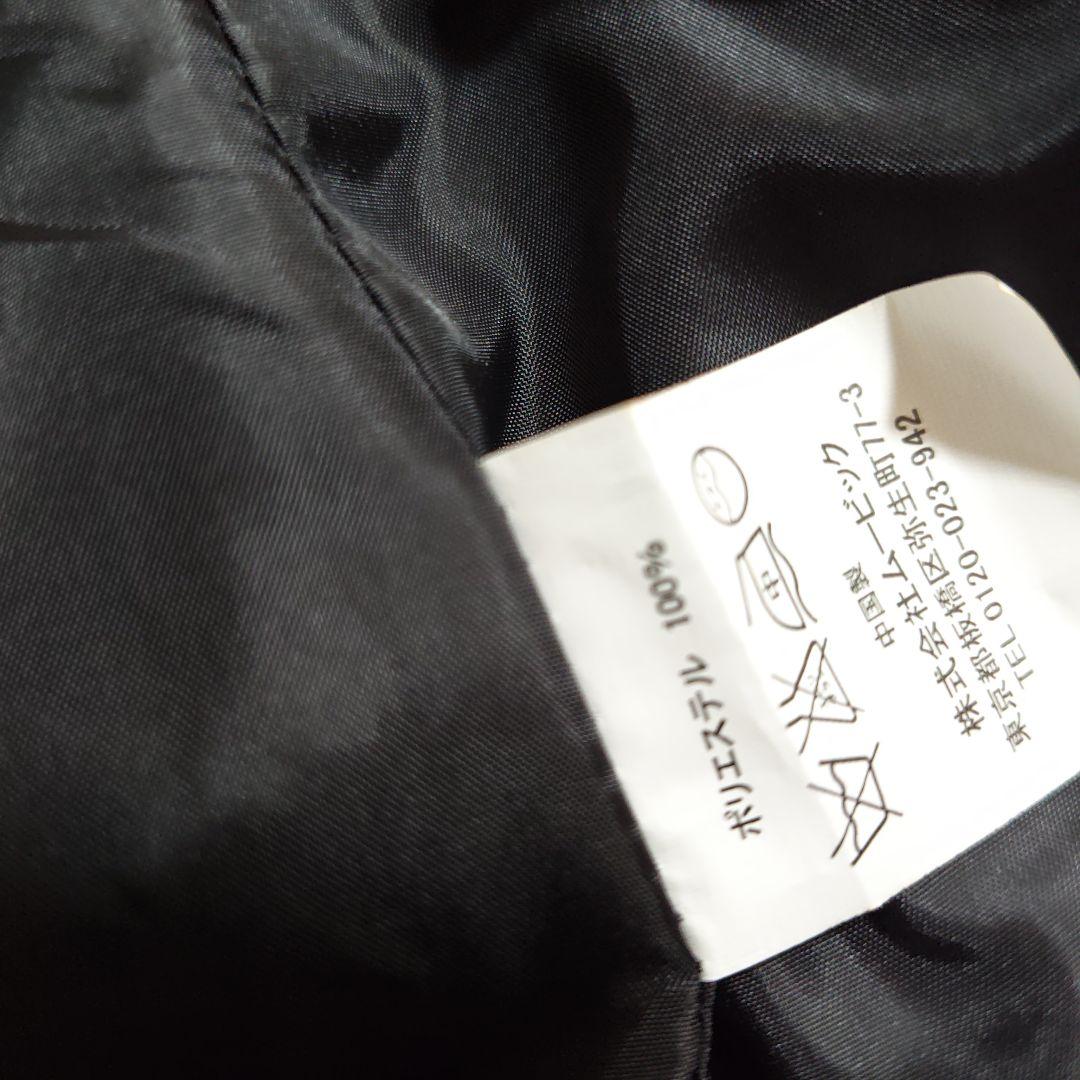 ポリエステル 100%
中
中国製
株式会社ムービック
東京都板橋区弥生町77-3
TEL 0120-023-942